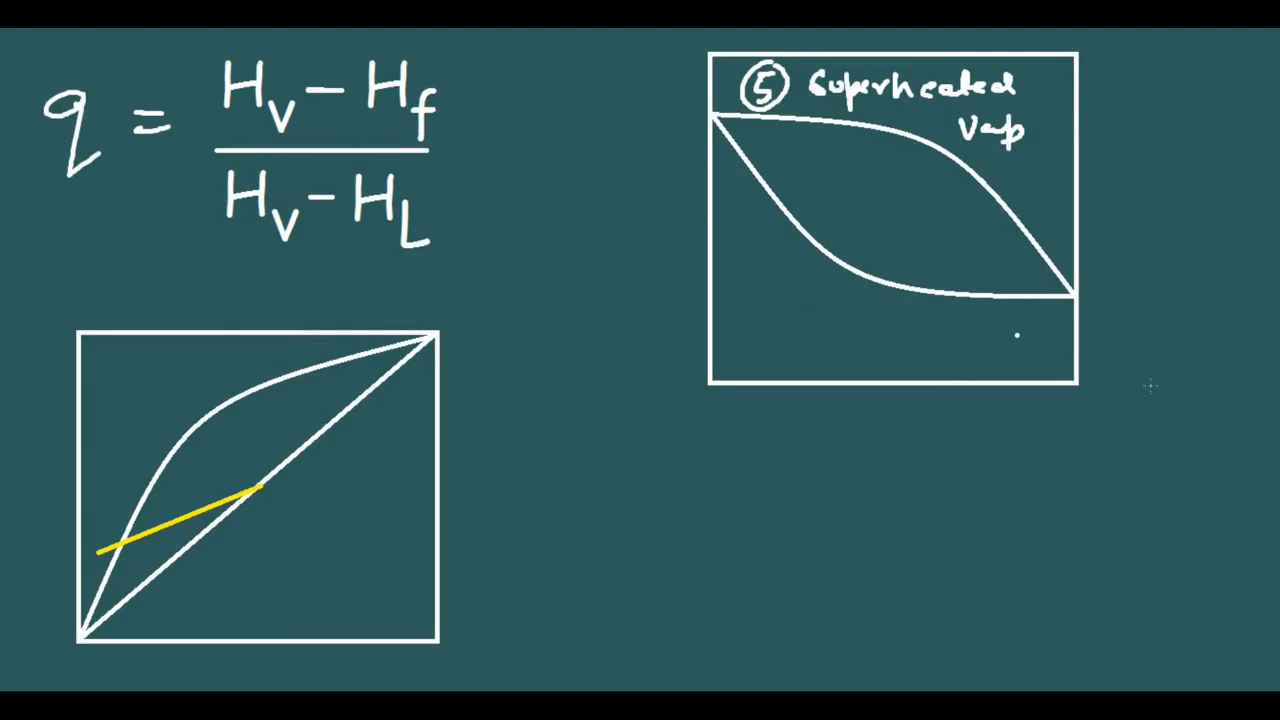 q = Hv - Hf
Hv - HL
⑤ Superheated
Vap